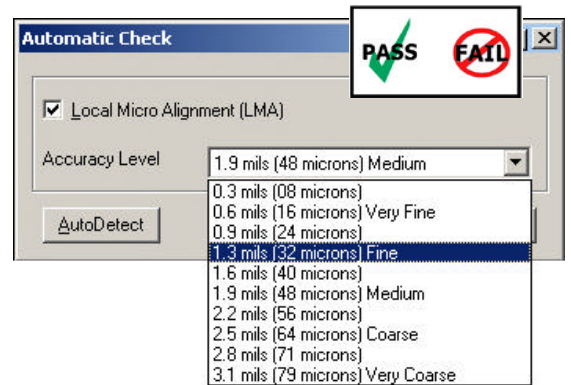 Automatic Check
PASS FAIL
Local Micro Alignment (LMA)
Accuracy Level
1.9 mils (48 microns) Medium
0.3 mils (08 microns)
0.6 mils (16 microns) Very Fine
0.9 mils (24 microns)
1.3 mils (32 microns) Fine
1.6 mils (40 microns)
1.9 mils (48 microns) Medium
2.2 mils (56 microns)
2.5 mils (64 microns) Coarse
2.8 mils (71 microns)
3.1 mils (79 microns) Very Coarse
AutoDetect